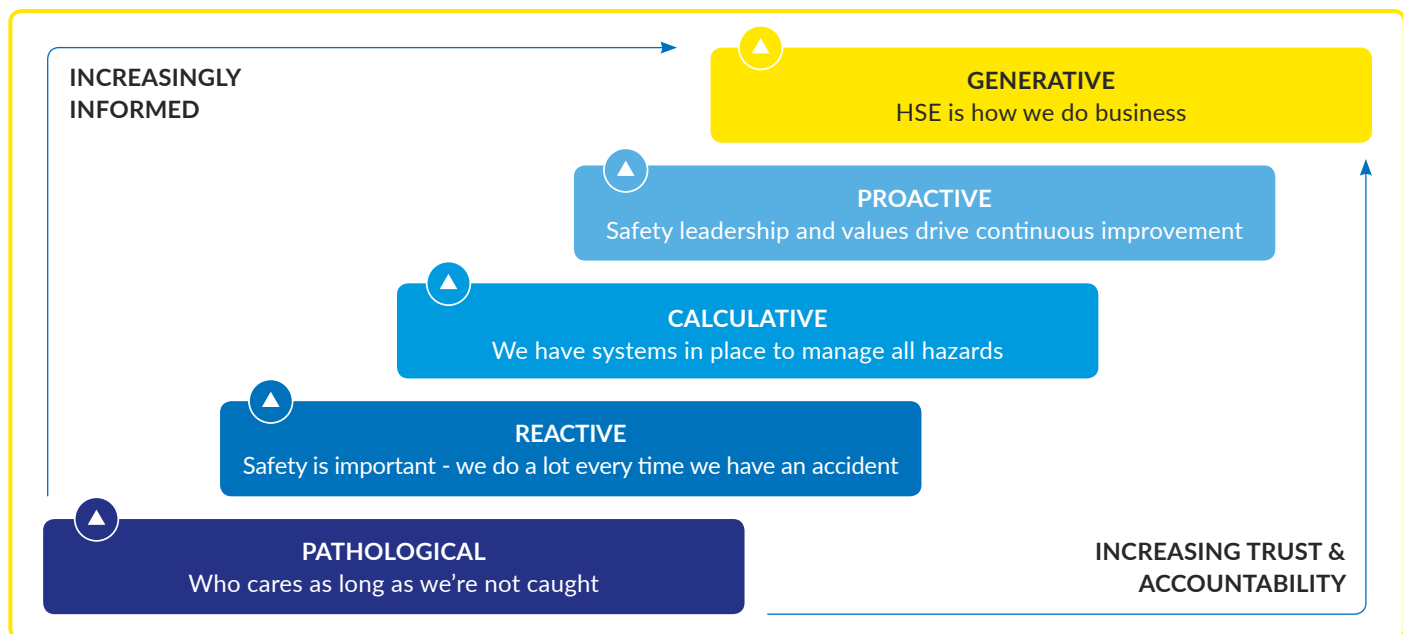 INCREASINGLY
INFORMED
GENERATIVE
HSE is how we do business
PROACTIVE
Safety leadership and values drive continuous improvement
CALCULATIVE
We have systems in place to manage all hazards
REACTIVE
Safety is important - we do a lot every time we have an accident
PATHOLOGICAL
Who cares as long as we’re not caught
INCREASING TRUST &
ACCOUNTABILITY